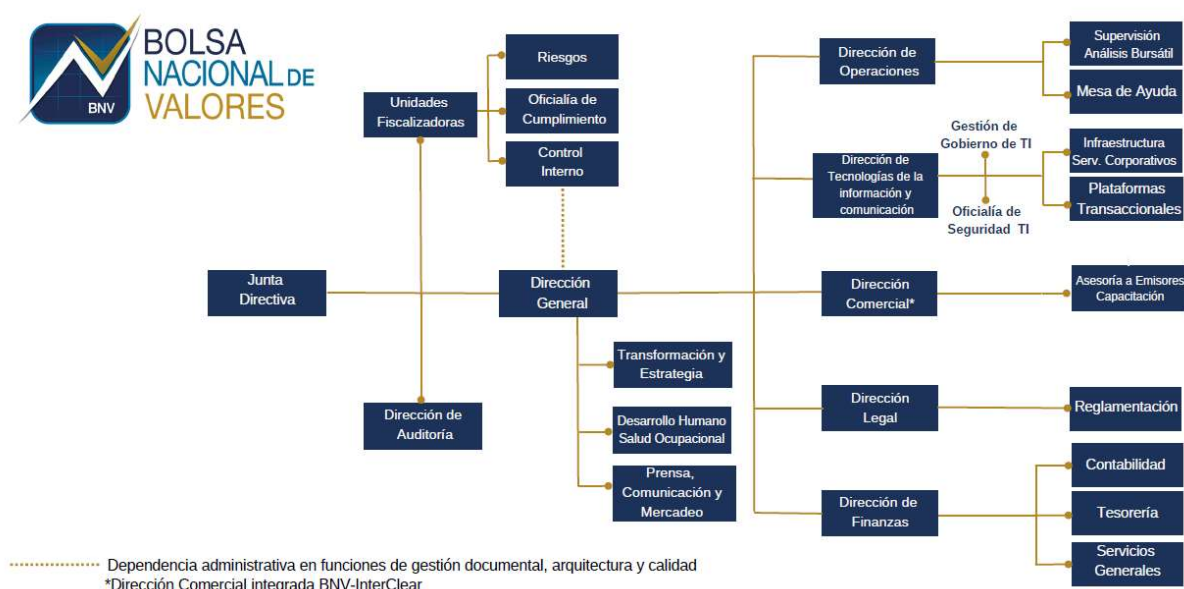 BOLSA
NACIONAL DE
VALORES
BNV
Unidades
Fiscalizadoras
Riesgos
Oficialía de
Cumplimiento
Control
Interno
Junta
Directiva
Dirección
General
Dirección de
Auditoría
Transformación y
Estrategia
Desarrollo Humano
Salud Ocupacional
Prensa,
Comunicación y
Mercadeo
Dirección de
Operaciones
Supervisión
Análisis Bursátil
Mesa de Ayuda
Dirección de
Tecnologías de la
información y
comunicación
Gestión de
Gobierno de TI
Oficialía de
Seguridad TI
Infraestructura
Serv. Corporativos
Plataformas
Transaccionales
Dirección
Comercial*
Asesoría a Emisores
Capacitación
Dirección
Legal
Reglamentación
Dirección de
Finanzas
Contabilidad
Tesorería
Servicios
Generales
Dependencia administrativa en funciones de gestión documental, arquitectura y calidad
*Dirección Comercial integrada BNV-InterClear